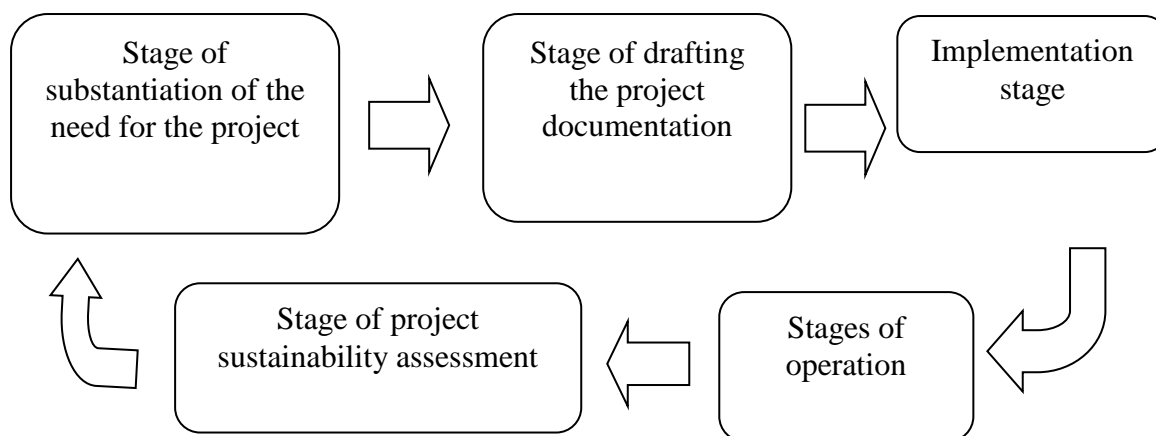 Stage of
substantiation of the
need for the project
Stage of drafting
the project
documentation
Implementation
stage
Stage of project
sustainability assessment
Stages of
operation